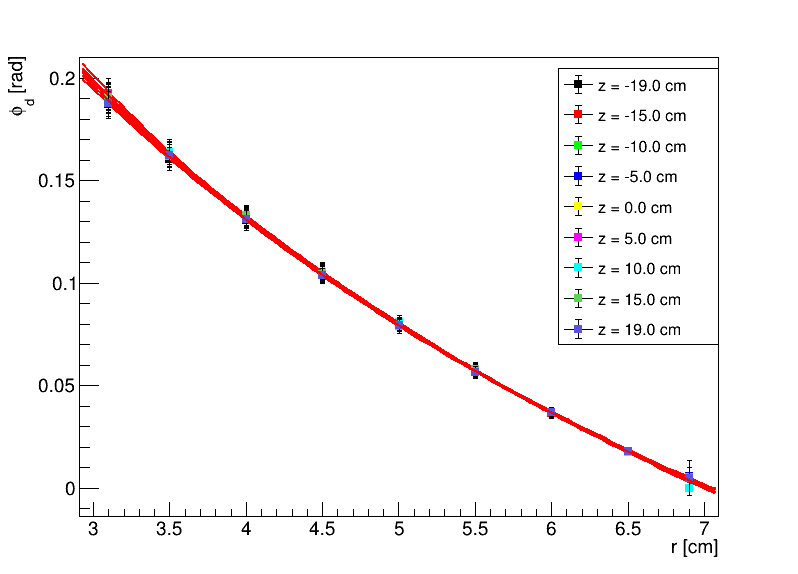 ϕd [rad]
0.2
0.15
0.1
0.05
0
3 3.5 4 4.5 5 5.5 6 6.5 7
r [cm]
z = -19.0 cm
z = -15.0 cm
z = -10.0 cm
z = -5.0 cm
z = 0.0 cm
z = 5.0 cm
z = 10.0 cm
z = 15.0 cm
z = 19.0 cm